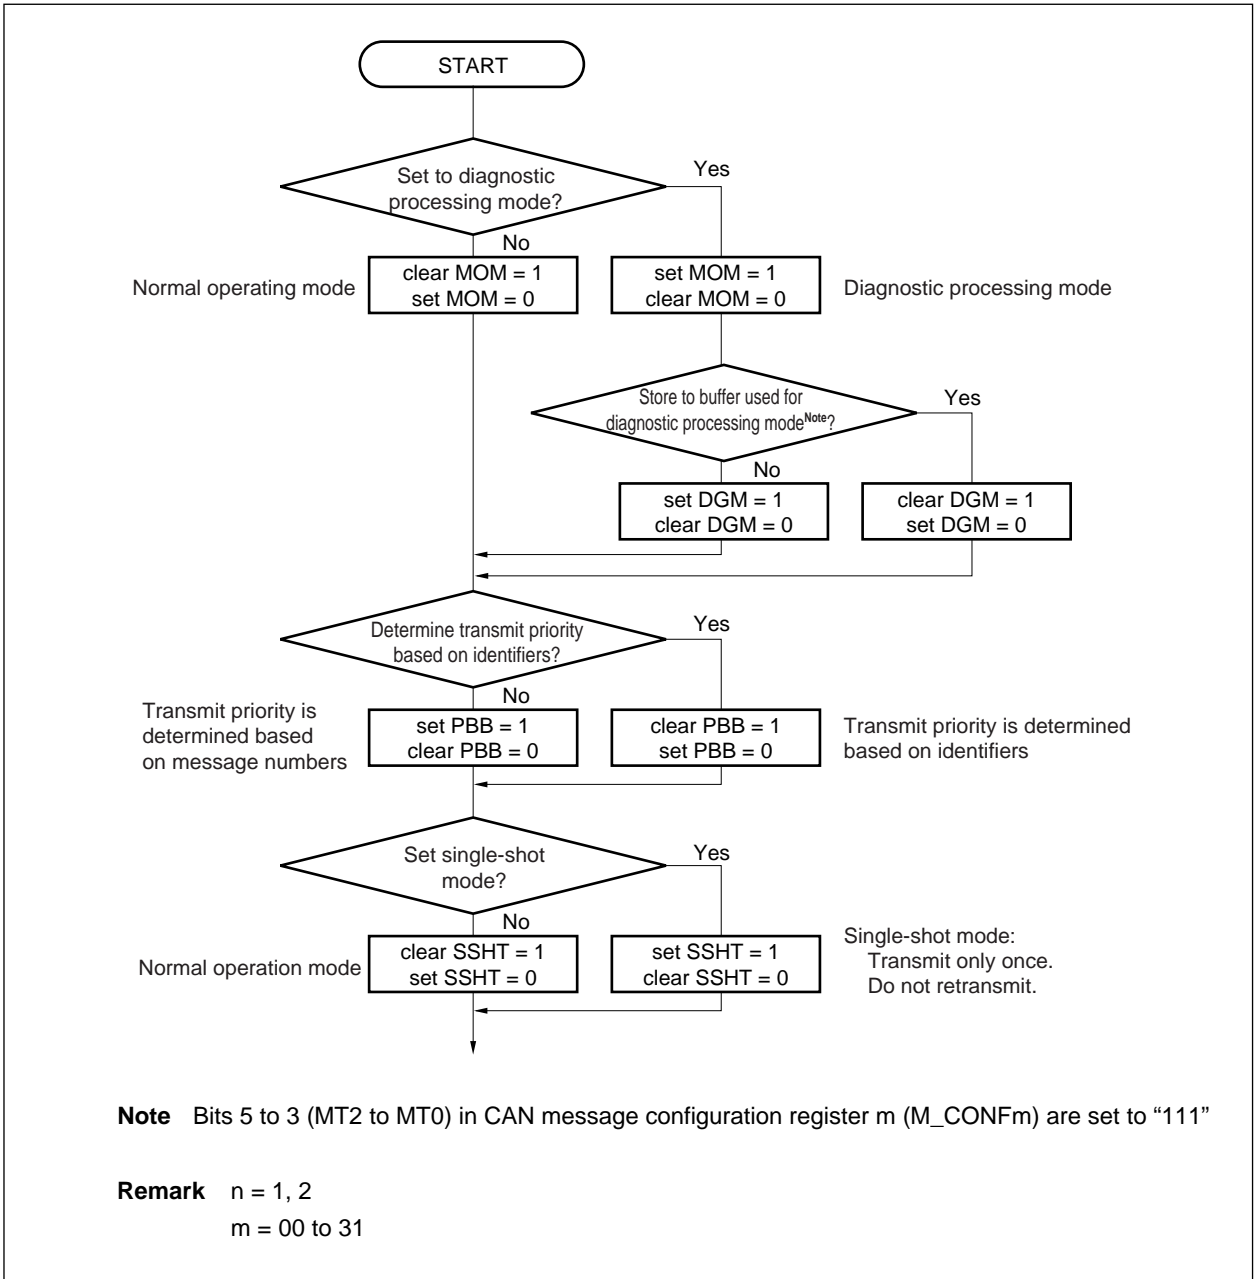 START
Set to diagnostic
processing mode?
Yes
No
Normal operating mode
clear MOM = 1
set MOM = 0
set MOM = 1
clear MOM = 0
Diagnostic processing mode
Store to buffer used for
diagnostic processing modeNote?
Yes
No
set DGM = 1
clear DGM = 0
clear DGM = 1
set DGM = 0
Determine transmit priority
based on identifiers?
Yes
No
Transmit priority is
determined based
on message numbers
set PBB = 1
clear PBB = 0
clear PBB = 1
set PBB = 0
Transmit priority is determined
based on identifiers
Set single-shot
mode?
Yes
No
Normal operation mode
clear SSHT = 1
set SSHT = 0
set SSHT = 1
clear SSHT = 0
Single-shot mode:
Transmit only once.
Do not retransmit.
Note Bits 5 to 3 (MT2 to MT0) in CAN message configuration register m (M_CONFm) are set to “111”
Remark n = 1, 2
m = 00 to 31